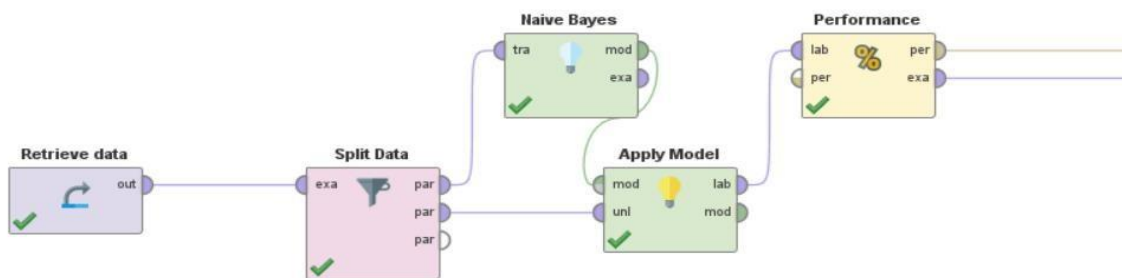 Retrieve data
out
Split Data
exa
par
par
par
Naive Bayes
tra
mod
exa
Apply Model
mod
lab
unl
mod
Performance
%
lab
per
per
exa